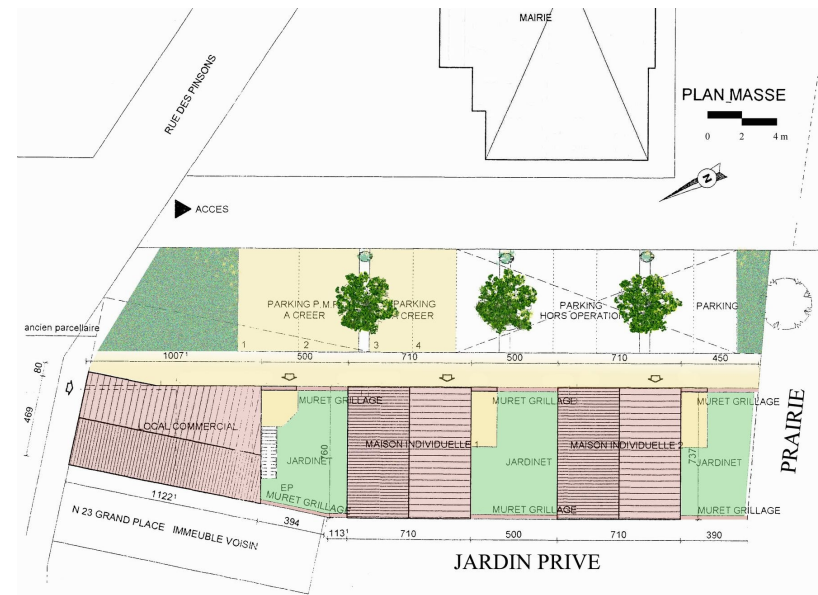 MAIRIE
RUE DES PINSONS
PLAN MASSE
0 2 4 m
N
ACCES
PARKING P.M.R
A CREER
PARKING
A CREER
PARKING
HORS OPERATION
PARKING
1 2 3 4
ancien parcellaire
1007¹ 500 710 500 710 450
80
469
MURET GRILLAGE
MURET GRILLAGE
MURET GRILLAGE
LOCAL COMMERCIAL
MAISON INDIVIDUELLE 1
MAISON INDIVIDUELLE 2
760
737
JARDINET
JARDINET
JARDINET
EP
MURET GRILLAGE
MURET GRILLAGE
MURET GRILLAGE
PRAIRIE
1122¹
394
N 23 GRAND PLACE IMMEUBLE VOISIN
113¹ 710 500 710 390
JARDIN PRIVE